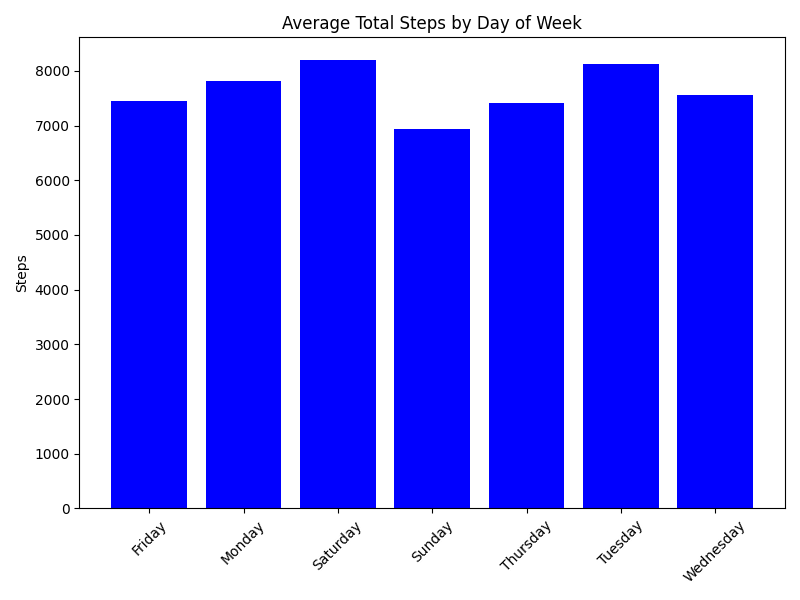 Average Total Steps by Day of Week
Steps
8000
7000
6000
5000
4000
3000
2000
1000
0
Friday
Monday
Saturday
Sunday
Thursday
Tuesday
Wednesday